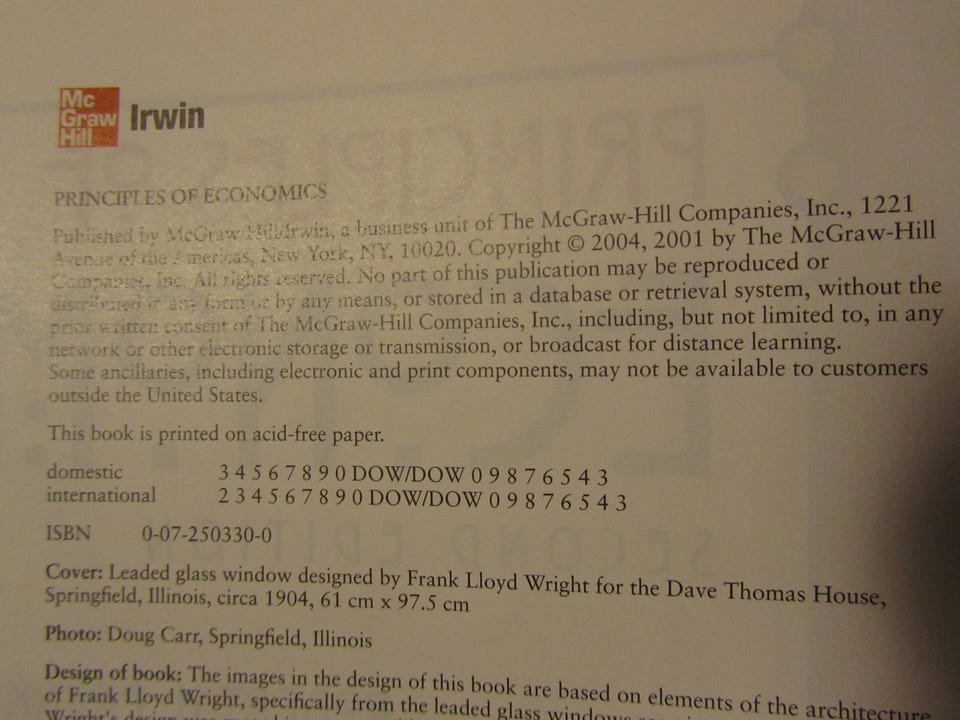 Mc
Graw
Hill
Irwin
PRINCIPLES OF ECONOMICS
Published by McGraw-Hill/Irwin, a business unit of The McGraw-Hill Companies, Inc., 1221
Avenue of the Americas, New York, NY, 10020. Copyright © 2004, 2001 by The McGraw-Hill
Companies, Inc. All rights reserved. No part of this publication may be reproduced or
distributed in any form or by any means, or stored in a database or retrieval system, without the
prior written consent of The McGraw-Hill Companies, Inc., including, but not limited to, in any
network or other electronic storage or transmission, or broadcast for distance learning.
Some ancillaries, including electronic and print components, may not be available to customers
outside the United States.
This book is printed on acid-free paper.
domestic 3 4 5 6 7 8 9 0 DOW/DOW 0 9 8 7 6 5 4 3
international 2 3 4 5 6 7 8 9 0 DOW/DOW 0 9 8 7 6 5 4 3
ISBN 0-07-250330-0
Cover: Leaded glass window designed by Frank Lloyd Wright for the Dave Thomas House,
Springfield, Illinois, circa 1904, 61 cm x 97.5 cm
Photo: Doug Carr, Springfield, Illinois
Design of book: The images in the design of this book are based on elements of the architecture
of Frank Lloyd Wright, specifically from the leaded glass windows
Wright's design was